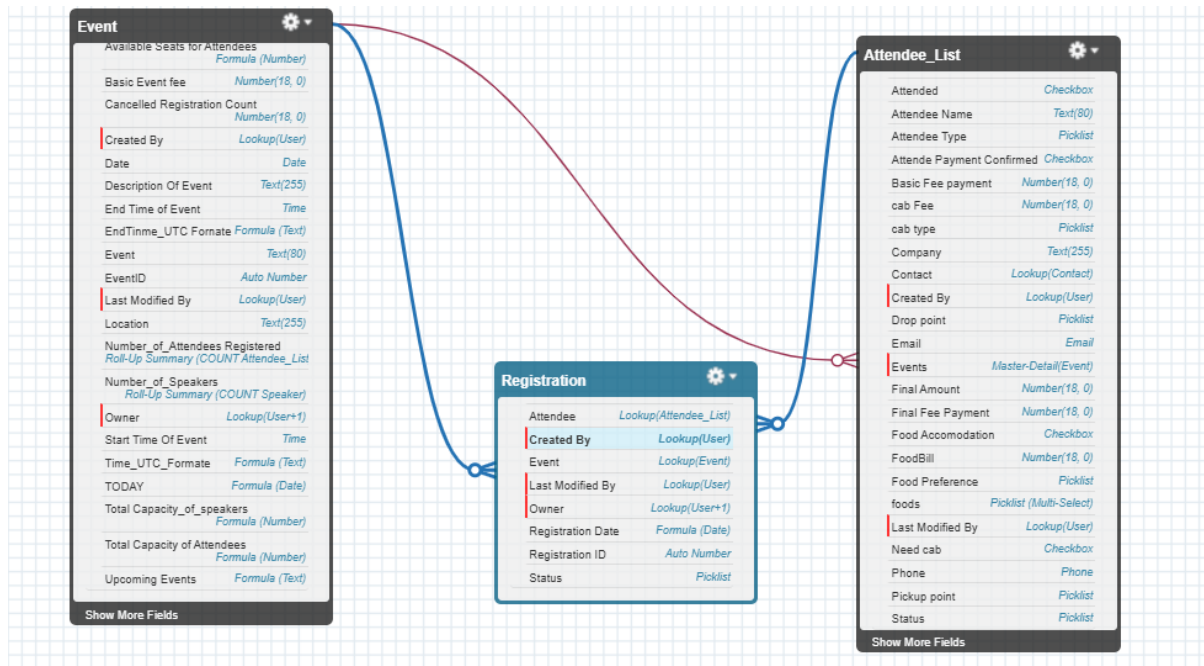 Event
Available Seats for Attendees
Formula (Number)
Basic Event fee Number(18, 0)
Cancelled Registration Count
Number(18, 0)
Created By Lookup(User)
Date Date
Description Of Event Text(255)
End Time of Event Time
EndTinme_UTC Fornate Formula (Text)
Event Text(80)
EventID Auto Number
Last Modified By Lookup(User)
Location Text(255)
Number_of_Attendees Registered
Roll-Up Summary (COUNT Attendee_List
Number_of_Speakers
Roll-Up Summary (COUNT Speaker)
Owner Lookup(User+1)
Start Time Of Event Time
Time_UTC_Formate Formula (Text)
TODAY Formula (Date)
Total Capacity_of_speakers
Formula (Number)
Total Capacity of Attendees
Formula (Number)
Upcoming Events Formula (Text)
Show More Fields
Registration
Attendee Lookup(Attendee_List)
Created By Lookup(User)
Event Lookup(Event)
Last Modified By Lookup(User)
Owner Lookup(User+1)
Registration Date Formula (Date)
Registration ID Auto Number
Status Picklist
Attendee_List
Attended Checkbox
Attendee Name Text(80)
Attendee Type Picklist
Attende Payment Confirmed Checkbox
Basic Fee payment Number(18, 0)
cab Fee Number(18, 0)
cab type Picklist
Company Text(255)
Contact Lookup(Contact)
Created By Lookup(User)
Drop point Picklist
Email Email
Events Master-Detail(Event)
Final Amount Number(18, 0)
Final Fee Payment Number(18, 0)
Food Accomodation Checkbox
FoodBill Number(18, 0)
Food Preference Picklist
foods Picklist (Multi-Select)
Last Modified By Lookup(User)
Need cab Checkbox
Phone Phone
Pickup point Picklist
Status Picklist
Show More Fields